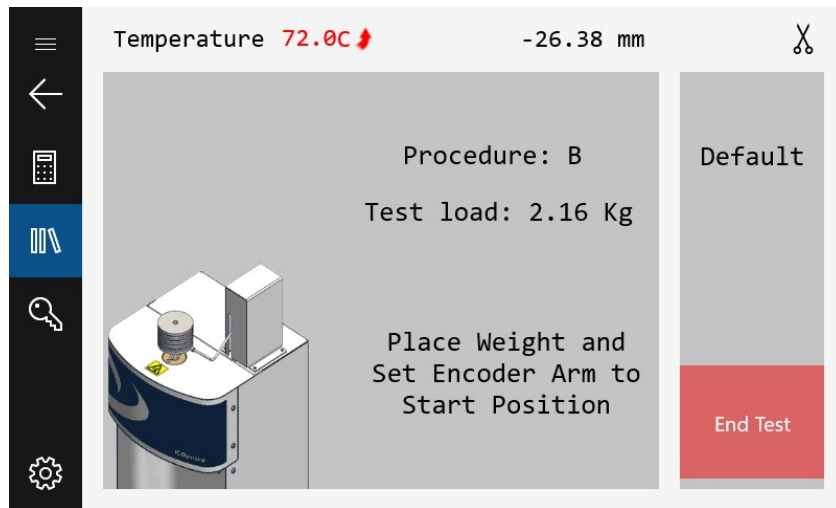 Temperature 72.0C -26.38 mm
Procedure: B
Default
Test load: 2.16 Kg
Place Weight and
Set Encoder Arm to
Start Position
End Test